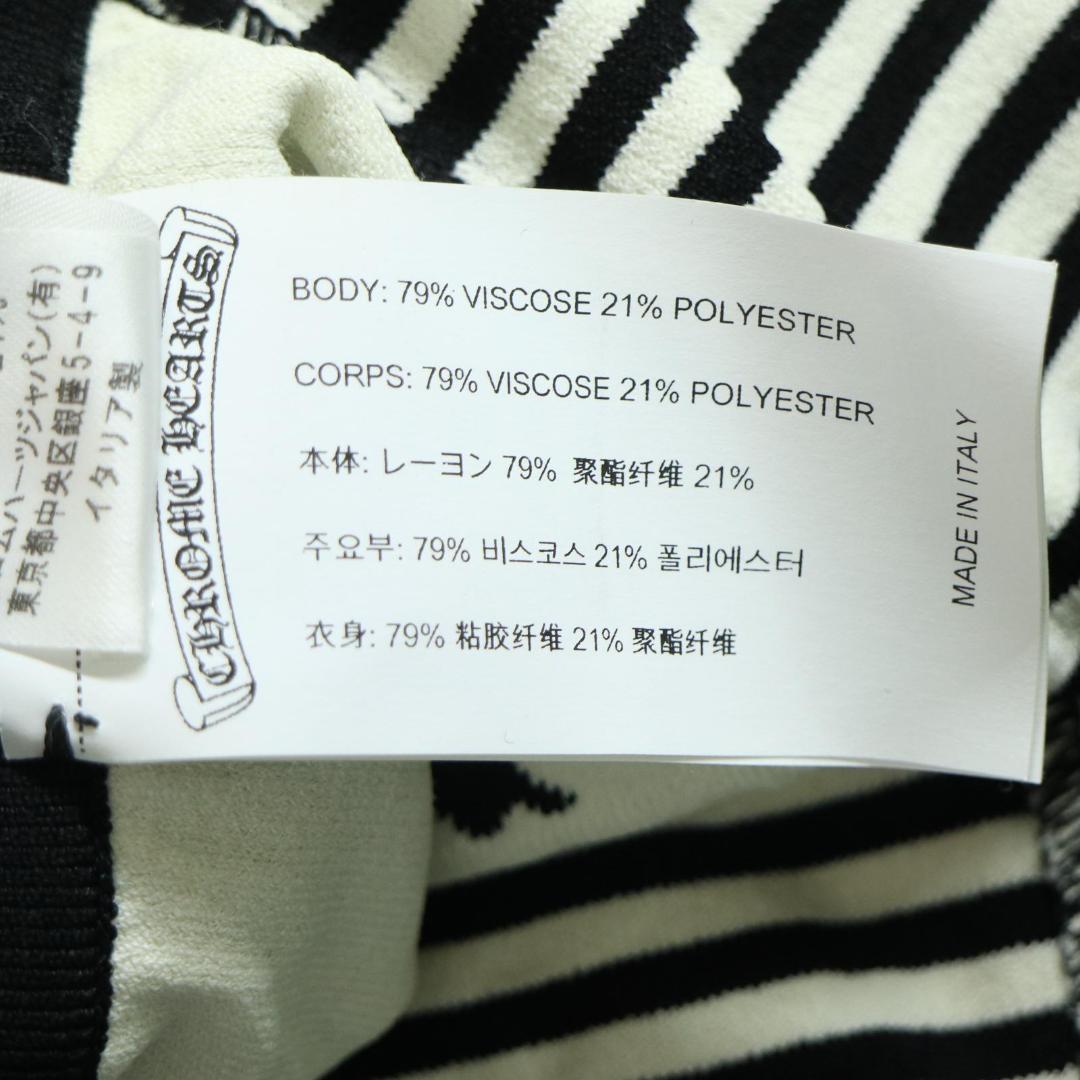 CHROME HEARTS
BODY: 79% VISCOSE 21% POLYESTER
CORPS: 79% VISCOSE 21% POLYESTER
本体: レーヨン 79% 聚酯纤维 21%
주요부: 79% 비스코스 21% 폴리에스터
衣身: 79% 粘胶纤维 21% 聚酯纤维
MADE IN ITALY
ムハーツジャパン(有)
東京都中央区銀座5-4-9
イタリア製